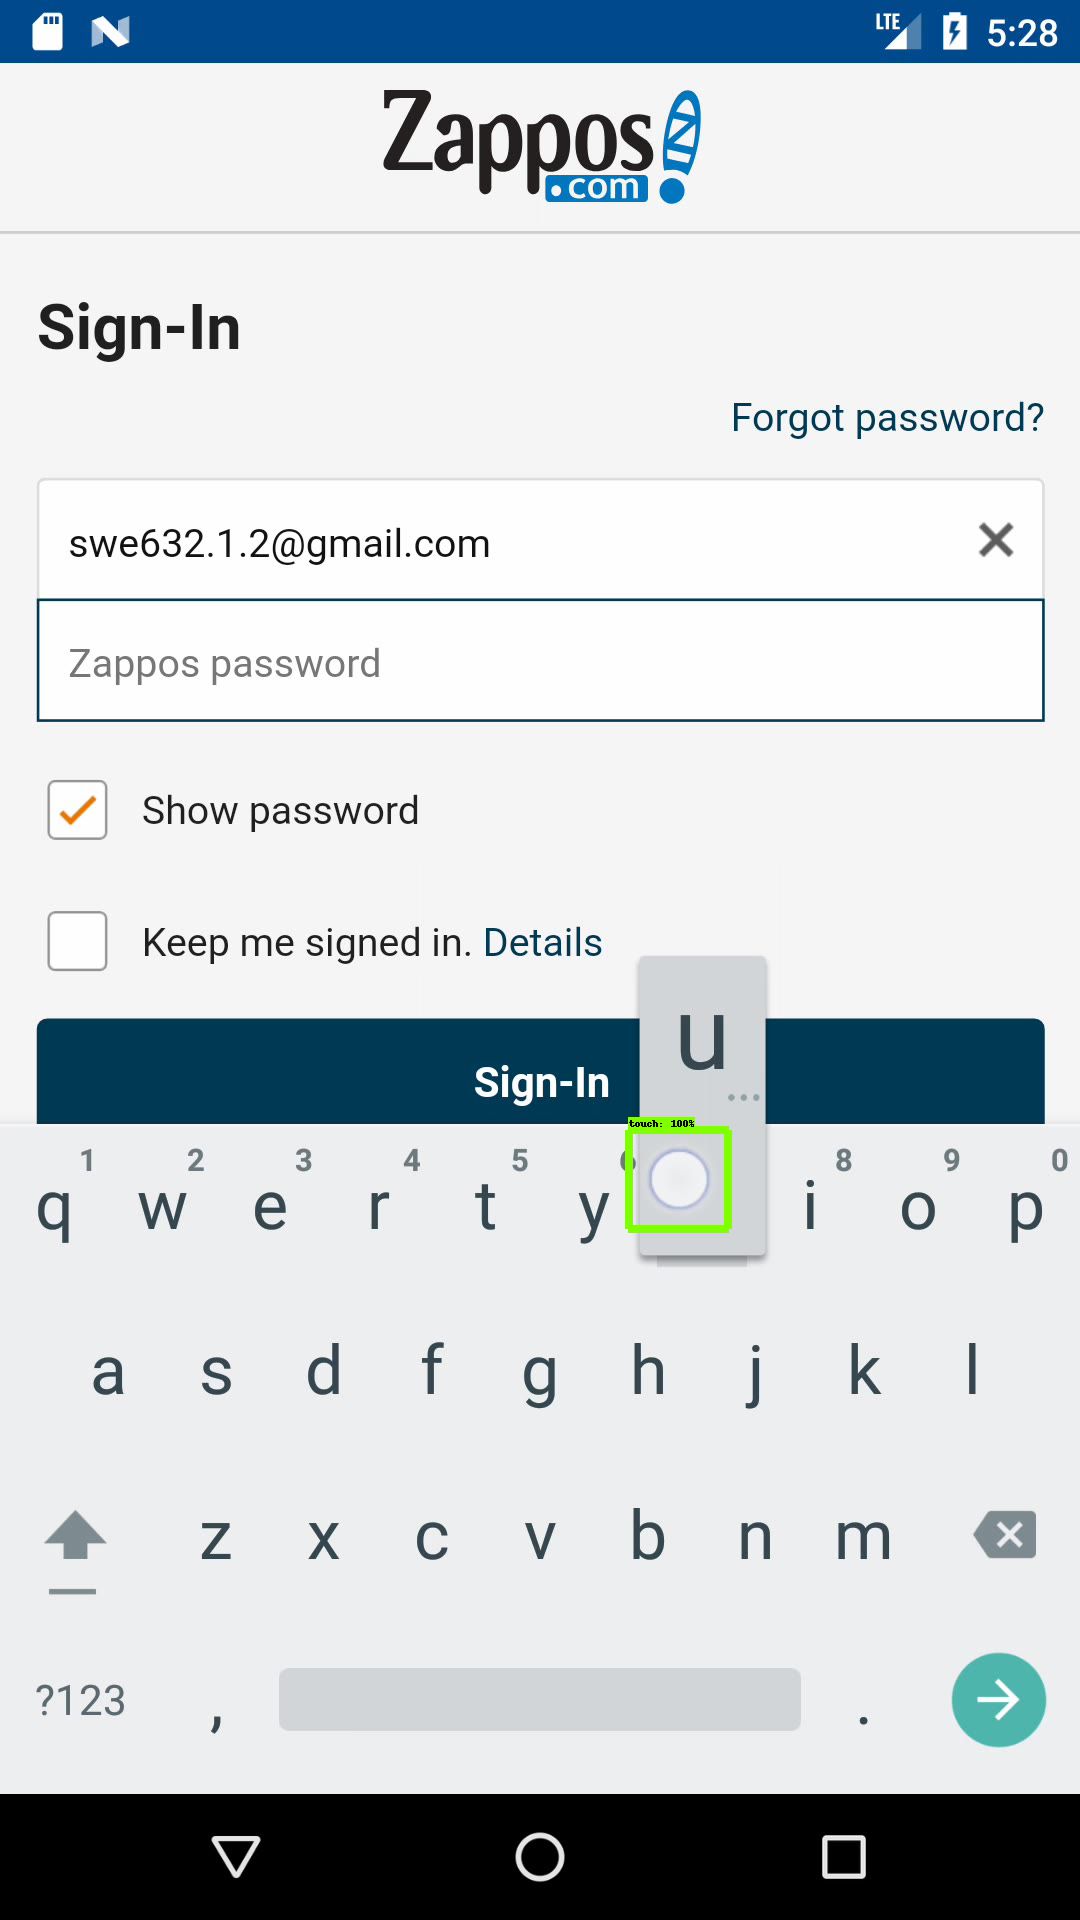 LTE 5:28
Zappos
.com
Sign-In
Forgot password?
swe632.1.2@gmail.com
Zappos password
Show password
Keep me signed in. Details
u
Sign-In
touch: 100%
1 2 3 4 5 6 8 9 0
q w e r t y i o p
a s d f g h j k l
z x c v b n m
?123 , .